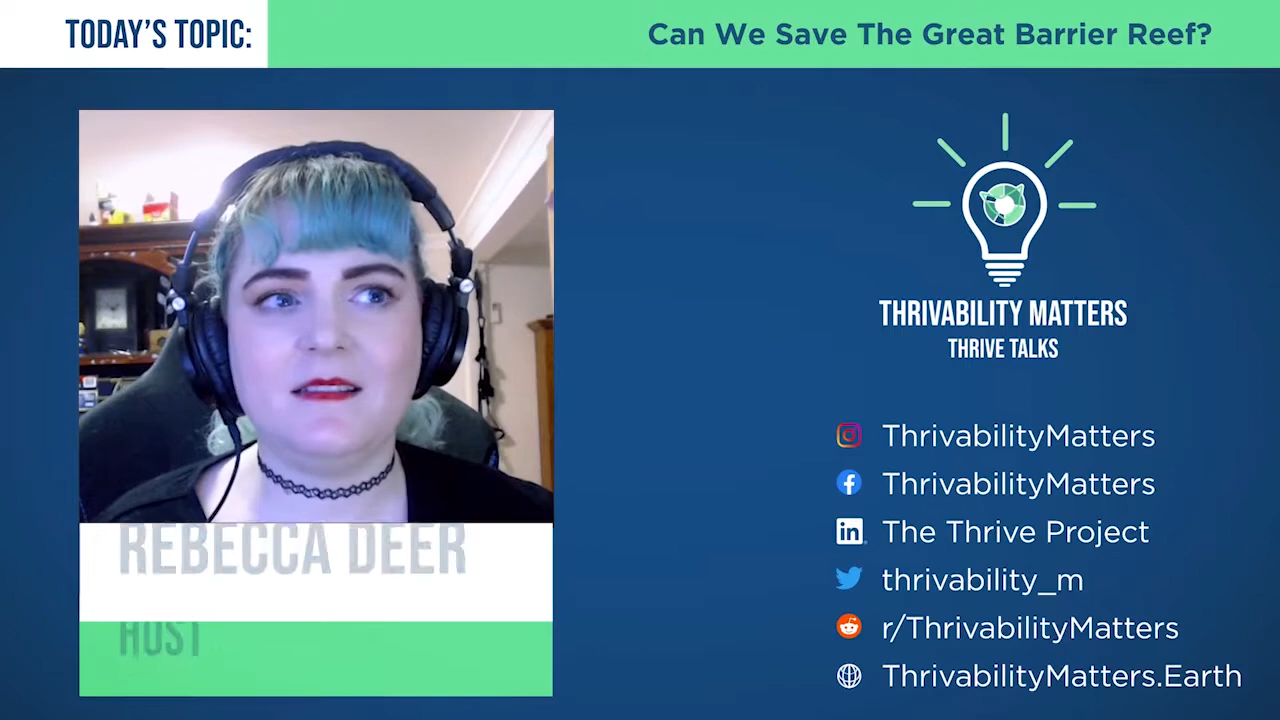 TODAY'S TOPIC:
Can We Save The Great Barrier Reef?
REBECCA DEER
HOST
THRIVABILITY MATTERS
THRIVE TALKS
ThrivabilityMatters
ThrivabilityMatters
in The Thrive Project
thrivability_m
r/ThrivabilityMatters
ThrivabilityMatters.Earth